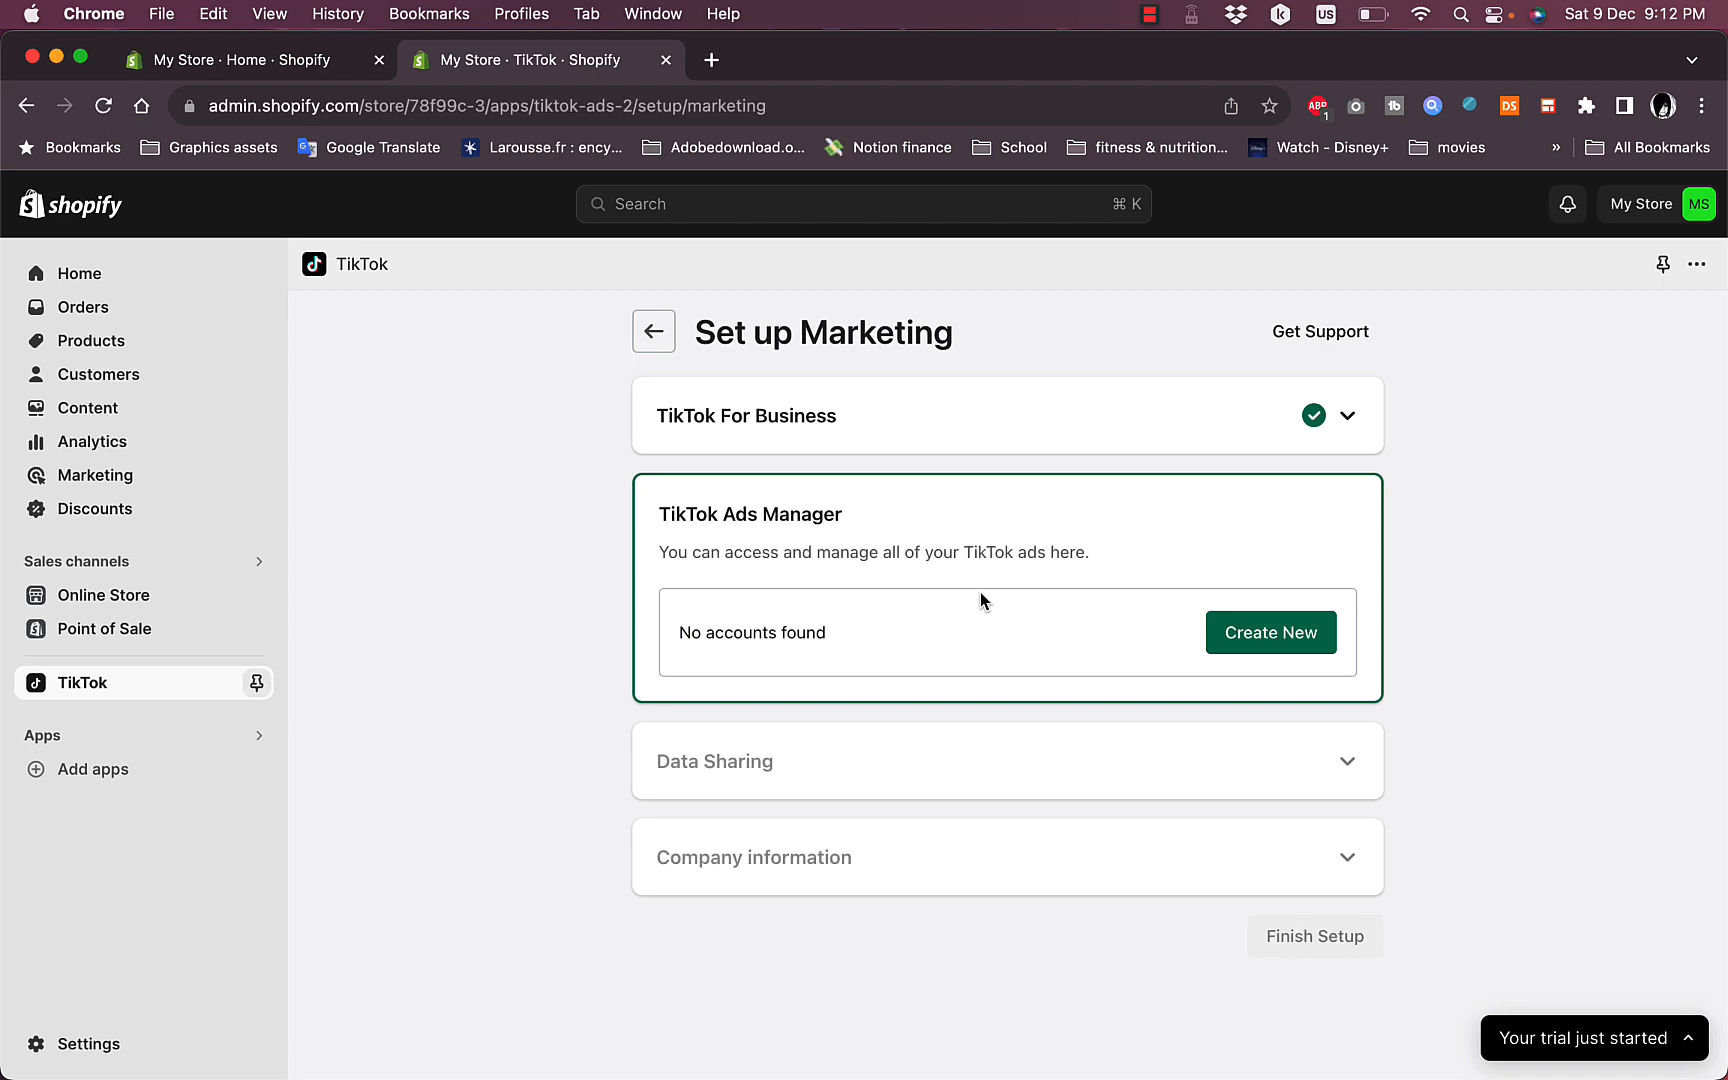 Chrome File Edit View History Bookmarks Profiles Tab Window Help US Sat 9 Dec 9:12 PM
My Store · Home · Shopify
My Store · TikTok · Shopify
admin.shopify.com/store/78f99c-3/apps/tiktok-ads-2/setup/marketing
ABP 1 tb DS
Bookmarks Graphics assets Google Translate Larousse.fr : ency... Adobedownload.o... Notion finance School fitness & nutrition... Watch - Disney+ movies » All Bookmarks
shopify
Search ⌘ K
My Store MS
Home
Orders
Products
Customers
Content
Analytics
Marketing
Discounts
Sales channels
Online Store
Point of Sale
TikTok
Apps
Add apps
Settings
TikTok
Set up Marketing
Get Support
TikTok For Business
TikTok Ads Manager
You can access and manage all of your TikTok ads here.
No accounts found
Create New
Data Sharing
Company information
Finish Setup
Your trial just started